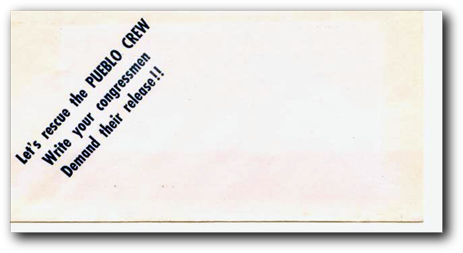 Let's rescue the PUEBLO CREW
Write your congressmen
Demand their release!!